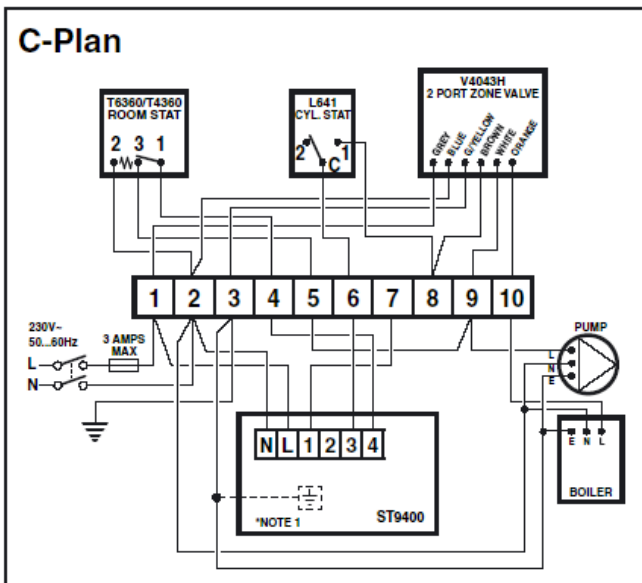 C-Plan
T6360/T4360
ROOM STAT
2 3 1
L641
CYL. STAT
2 C 1
V4043H
2 PORT ZONE VALVE
GREY
BLUE
G/YELLOW
BROWN
WHITE
ORANGE
1 2 3 4 5 6 7 8 9 10
230V~
50...60Hz
3 AMPS
MAX
L
N
PUMP
L
N
E
N L 1 2 3 4
*NOTE 1
ST9400
E N L
BOILER